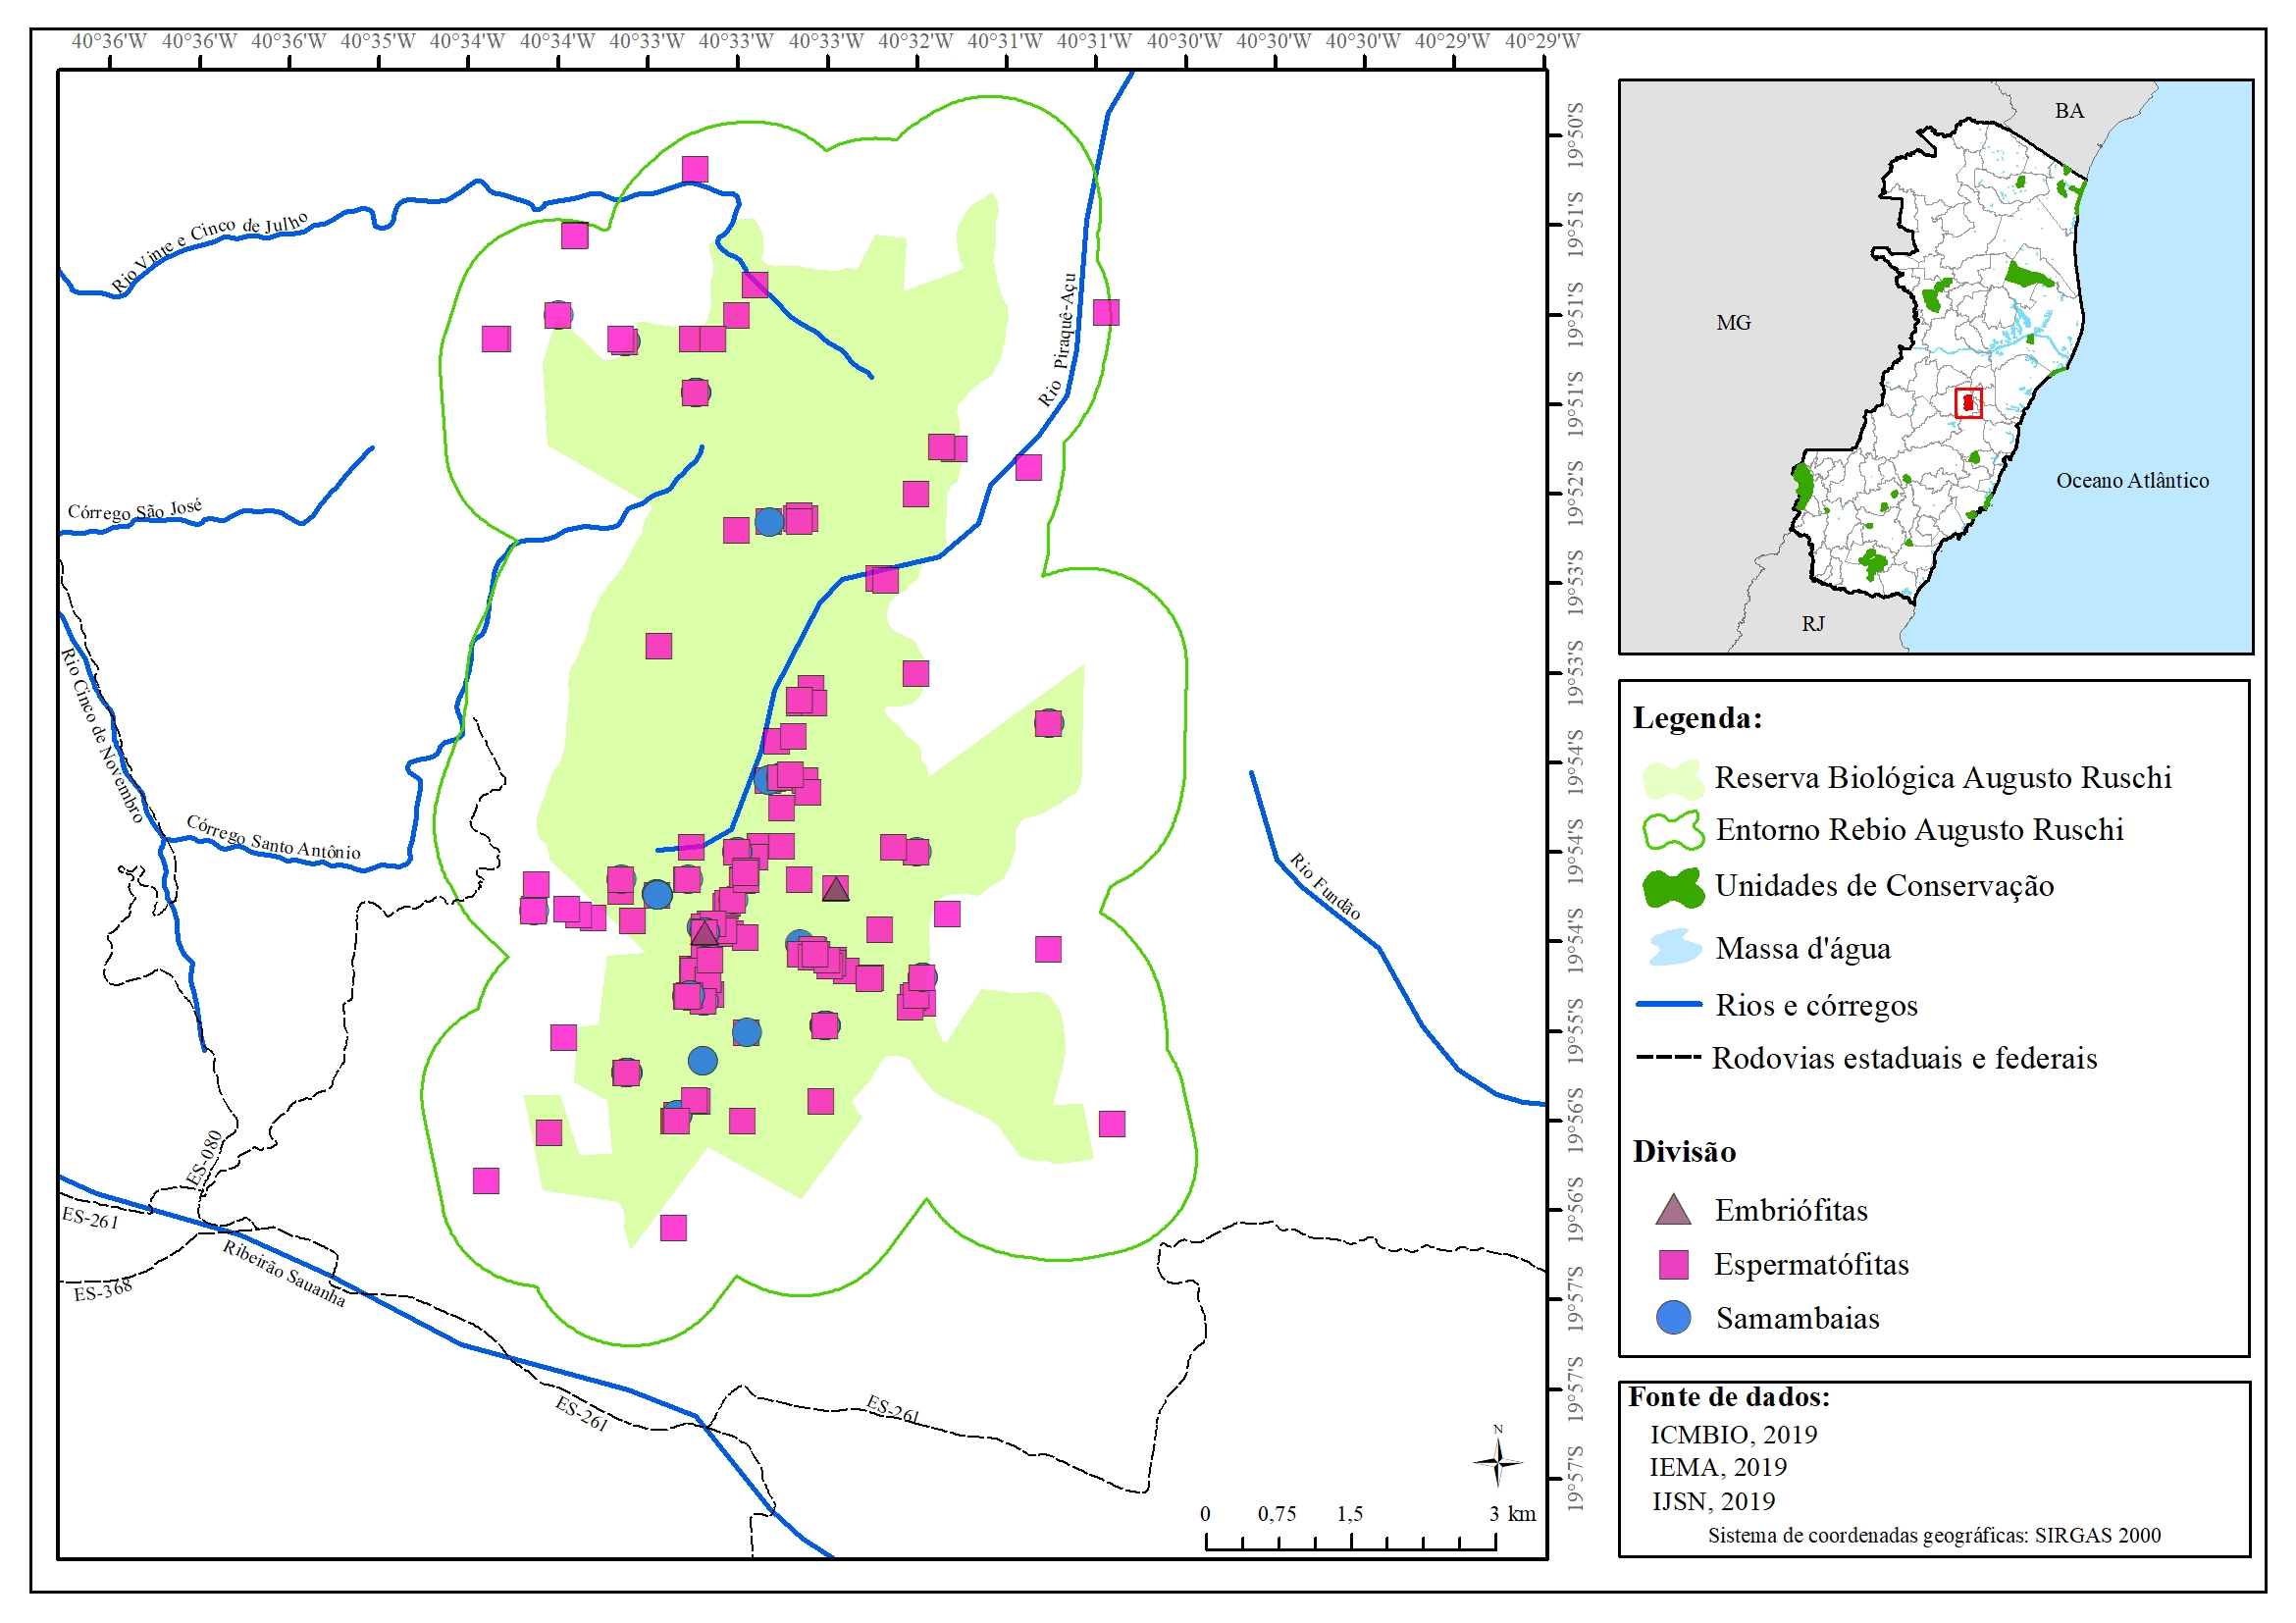 40°36'W 40°36'W 40°36'W 40°35'W 40°34'W 40°34'W 40°33'W 40°33'W 40°33'W 40°32'W 40°31'W 40°31'W 40°30'W 40°30'W 40°30'W 40°29'W 40°29'W
19°50'S
19°51'S
19°51'S
19°51'S
19°52'S
19°53'S
19°53'S
19°54'S
19°54'S
19°54'S
19°55'S
19°56'S
19°56'S
19°57'S
19°57'S
19°57'S
Rio Vinte e Cinco de Julho
Rio Piraquê-Açu
Córrego São José
Rio Cinco de Novembro
Córrego Santo Antônio
Rio Fundão
ES-080
ES-261
ES-368
Ribeirão Sauanha
ES-261
ES-261
N
0 0,75 1,5 3 km
BA
MG
Oceano Atlântico
RJ
Legenda:
Reserva Biológica Augusto Ruschi
Entorno Rebio Augusto Ruschi
Unidades de Conservação
Massa d'água
Rios e córregos
Rodovias estaduais e federais
Divisão
Embriófitas
Espermatófitas
Samambaias
Fonte de dados:
ICMBIO, 2019
IEMA, 2019
IJSN, 2019
Sistema de coordenadas geográficas: SIRGAS 2000